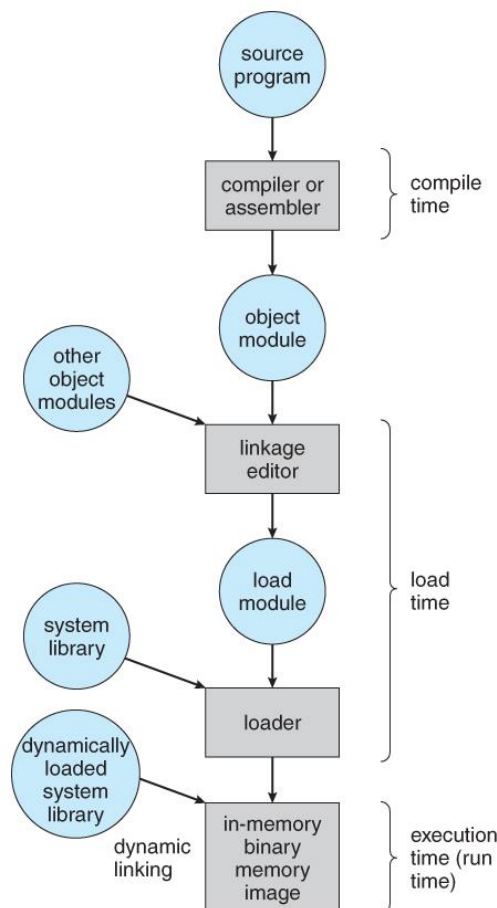 source
program
compiler or
assembler
compile
time
object
module
other
object
modules
linkage
editor
load
module
load
time
system
library
loader
dynamically
loaded
system
library
dynamic
linking
in-memory
binary
memory
image
execution
time (run
time)